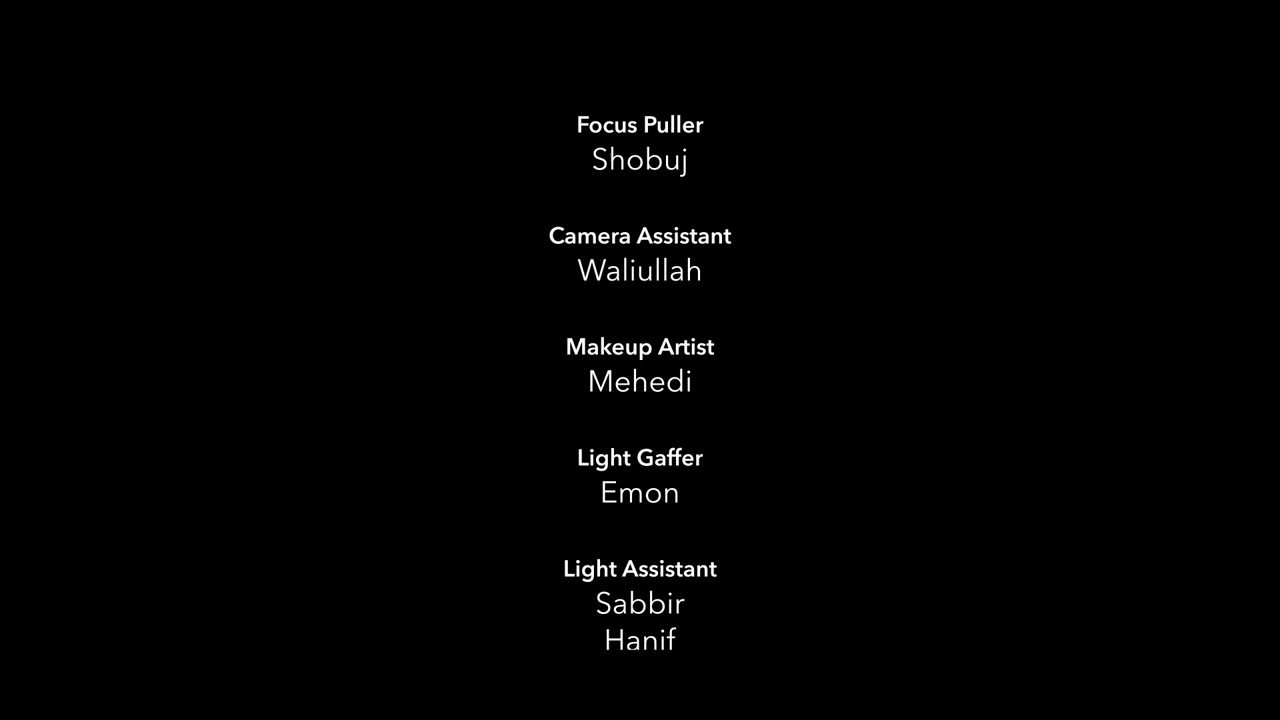 Focus Puller
Shobuj
Camera Assistant
Waliullah
Makeup Artist
Mehedi
Light Gaffer
Emon
Light Assistant
Sabbir
Hanif